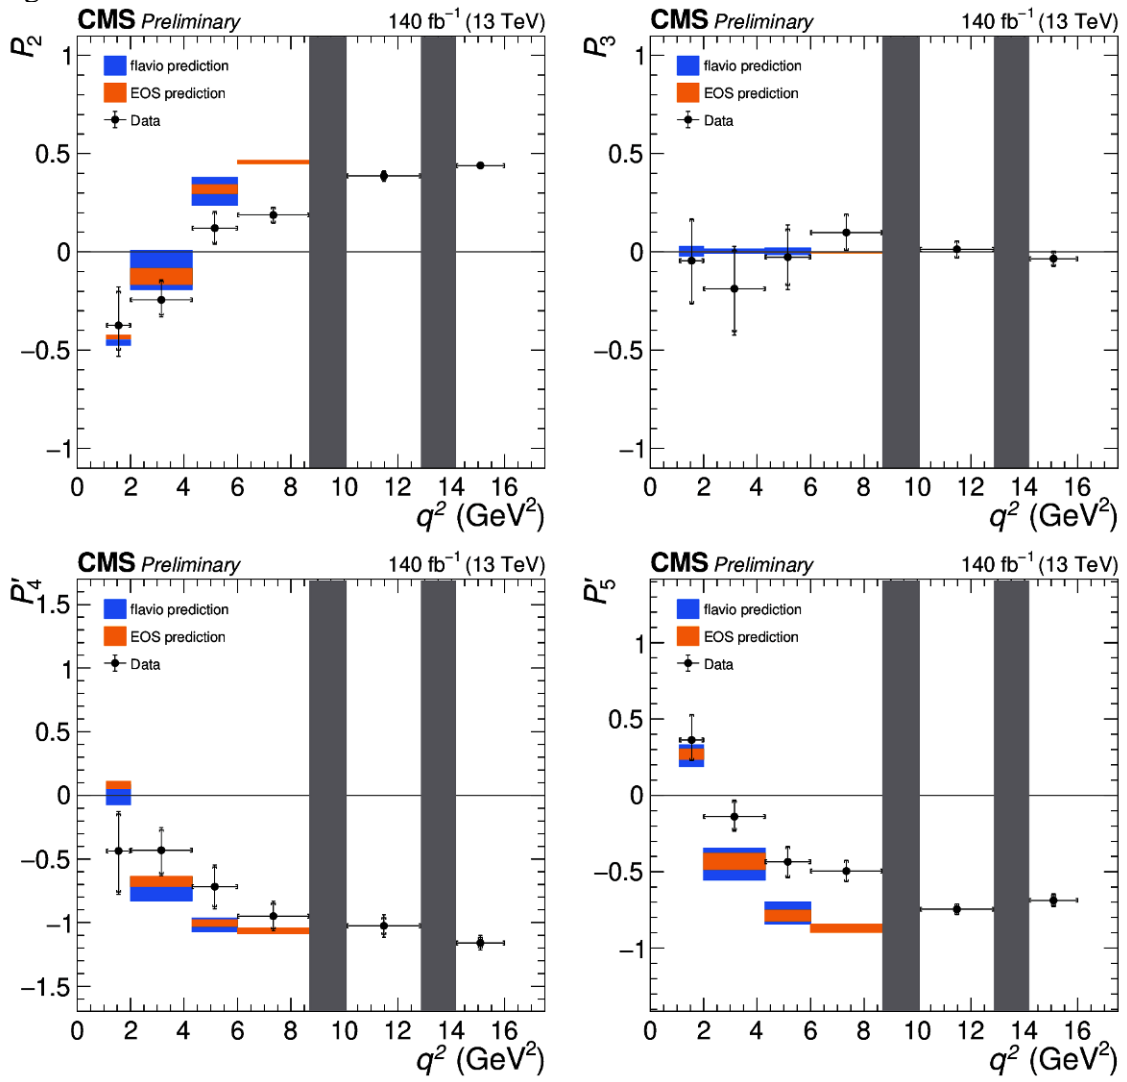 CMS Preliminary 140 fb⁻¹ (13 TeV)
P₂
flavio prediction
EOS prediction
Data
1
0.5
0
−0.5
−1
0 2 4 6 8 10 12 14 16
q² (GeV²)
CMS Preliminary 140 fb⁻¹ (13 TeV)
P₃
flavio prediction
EOS prediction
Data
1
0.5
0
−0.5
−1
0 2 4 6 8 10 12 14 16
q² (GeV²)
CMS Preliminary 140 fb⁻¹ (13 TeV)
P′₄
flavio prediction
EOS prediction
Data
1.5
1
0.5
0
−0.5
−1
−1.5
0 2 4 6 8 10 12 14 16
q² (GeV²)
CMS Preliminary 140 fb⁻¹ (13 TeV)
P′₅
flavio prediction
EOS prediction
Data
1
0.5
0
−0.5
−1
0 2 4 6 8 10 12 14 16
q² (GeV²)